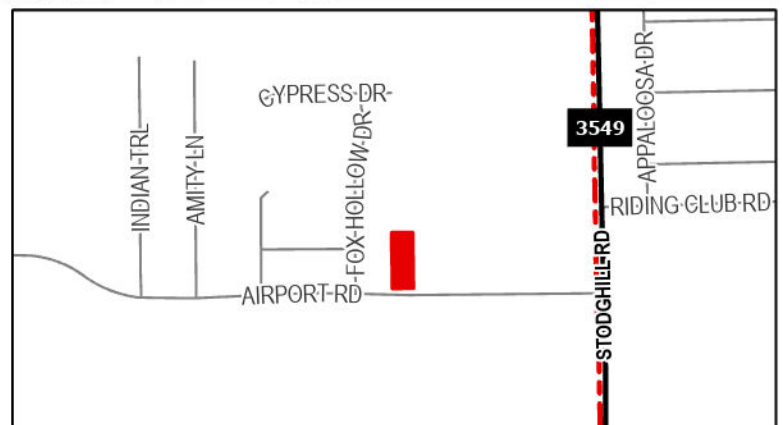 CYPRESS DR
APPALOOSA DR
3549
INDIAN TRL
AMITY LN
FOX HOLLOW DR
RIDING CLUB RD
STODGHILL RD
AIRPORT RD